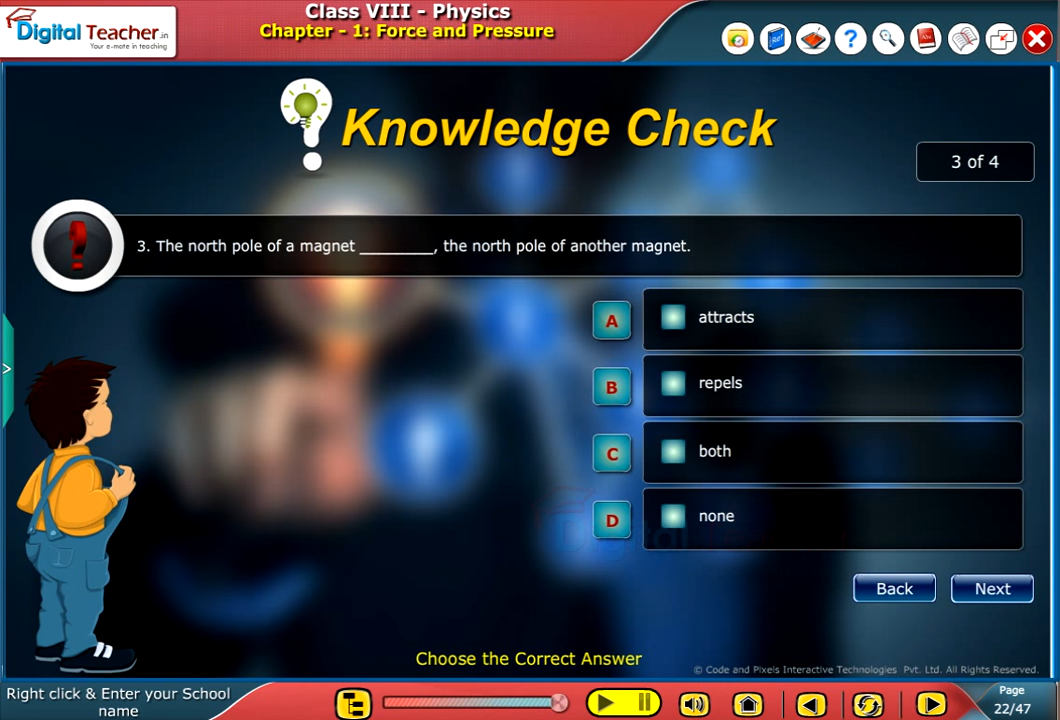 Digital Teacher.in
Your e-mate in teaching
Class VIII - Physics
Chapter - 1: Force and Pressure
Ref
Abc
Knowledge Check
3 of 4
3. The north pole of a magnet ________, the north pole of another magnet.
A attracts
B repels
C both
D none
Back Next
Choose the Correct Answer
© Code and Pixels Interactive Technologies Pvt. Ltd. All Rights Reserved.
Right click & Enter your School
name
Page
22/47